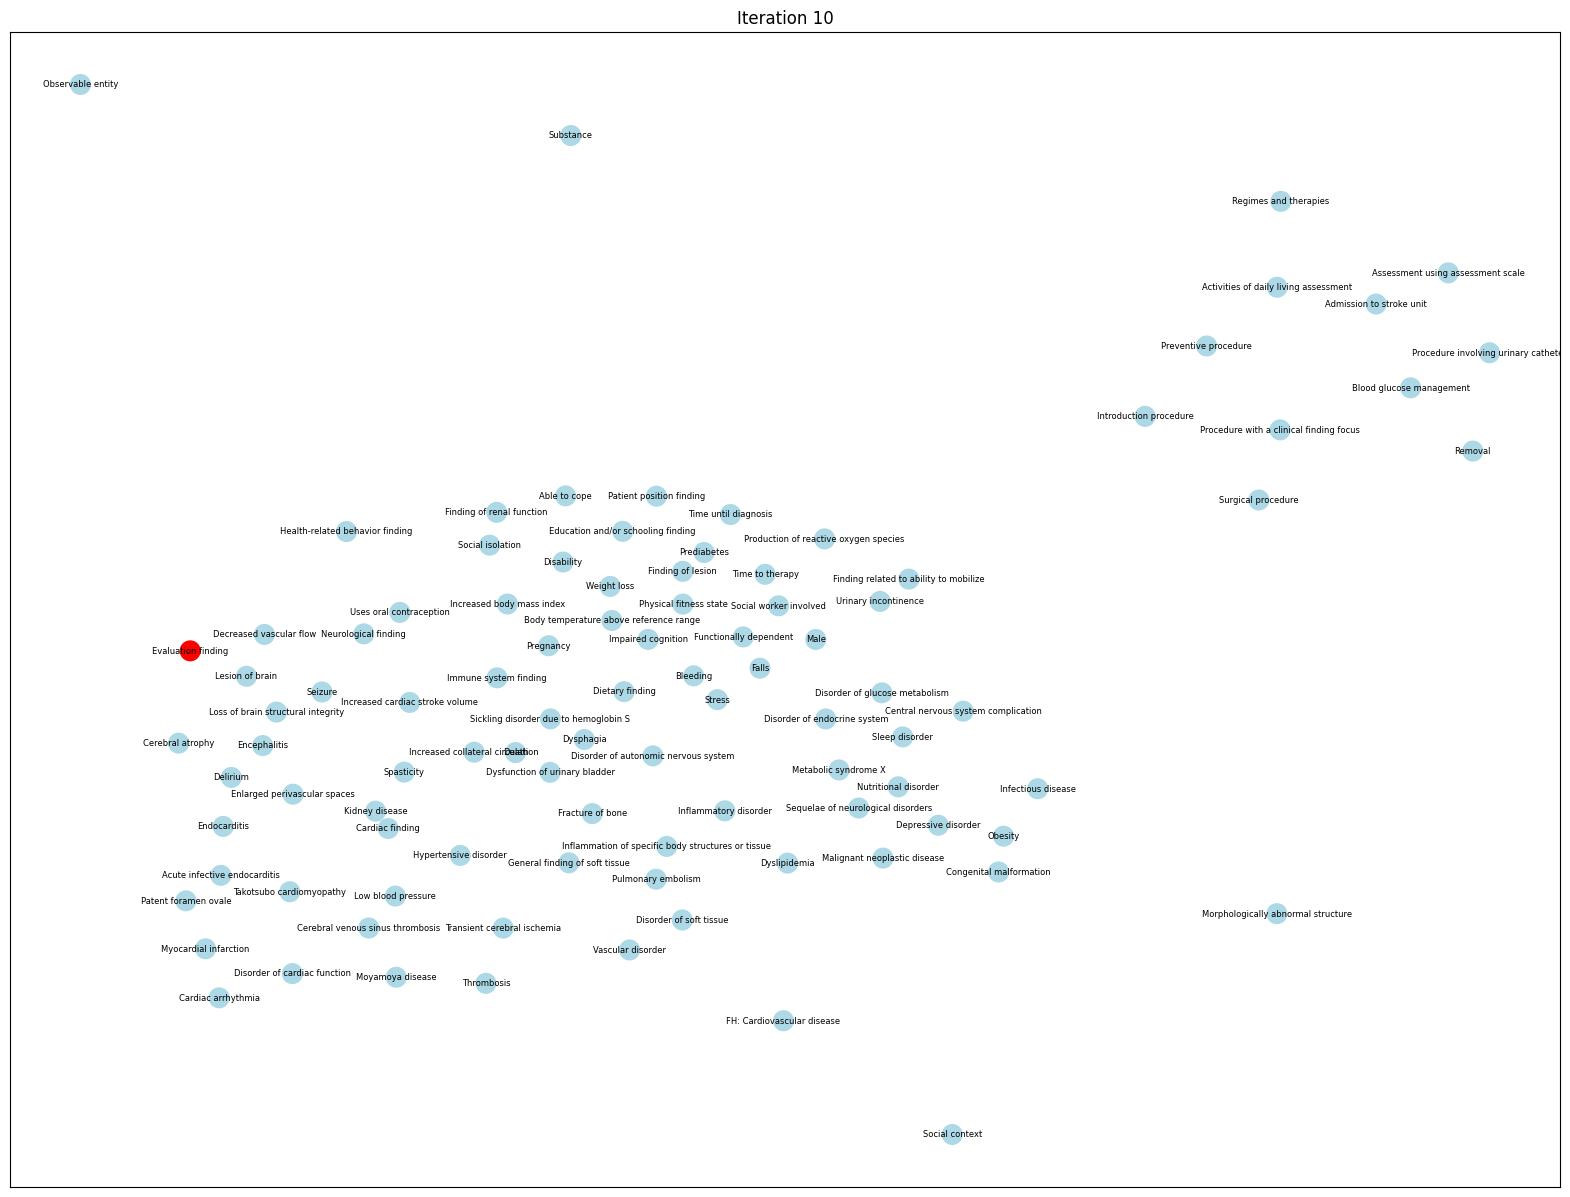 Iteration 10
Observable entity
Substance
Regimes and therapies
Assessment using assessment scale
Activities of daily living assessment
Admission to stroke unit
Preventive procedure
Procedure involving urinary cathete
Blood glucose management
Introduction procedure
Procedure with a clinical finding focus
Removal
Surgical procedure
Able to cope
Patient position finding
Finding of renal function
Time until diagnosis
Health-related behavior finding
Education and/or schooling finding
Production of reactive oxygen species
Social isolation
Prediabetes
Disability
Finding of lesion
Time to therapy
Finding related to ability to mobilize
Weight loss
Urinary incontinence
Increased body mass index
Physical fitness state
Social worker involved
Uses oral contraception
Body temperature above reference range
Decreased vascular flow
Neurological finding
Impaired cognition
Functionally dependent
Male
Pregnancy
Evaluation finding
Falls
Lesion of brain
Immune system finding
Bleeding
Seizure
Dietary finding
Disorder of glucose metabolism
Increased cardiac stroke volume
Stress
Loss of brain structural integrity
Central nervous system complication
Sickling disorder due to hemoglobin S
Disorder of endocrine system
Sleep disorder
Cerebral atrophy
Encephalitis
Dysphagia
Increased collateral circulation
Death
Disorder of autonomic nervous system
Metabolic syndrome X
Spasticity
Dysfunction of urinary bladder
Delirium
Nutritional disorder
Infectious disease
Enlarged perivascular spaces
Sequelae of neurological disorders
Kidney disease
Fracture of bone
Inflammatory disorder
Endocarditis
Cardiac finding
Depressive disorder
Obesity
Inflammation of specific body structures or tissue
Hypertensive disorder
General finding of soft tissue
Dyslipidemia
Malignant neoplastic disease
Congenital malformation
Acute infective endocarditis
Pulmonary embolism
Takotsubo cardiomyopathy
Low blood pressure
Patent foramen ovale
Morphologically abnormal structure
Disorder of soft tissue
Cerebral venous sinus thrombosis
Transient cerebral ischemia
Myocardial infarction
Vascular disorder
Disorder of cardiac function
Moyamoya disease
Thrombosis
Cardiac arrhythmia
FH: Cardiovascular disease
Social context